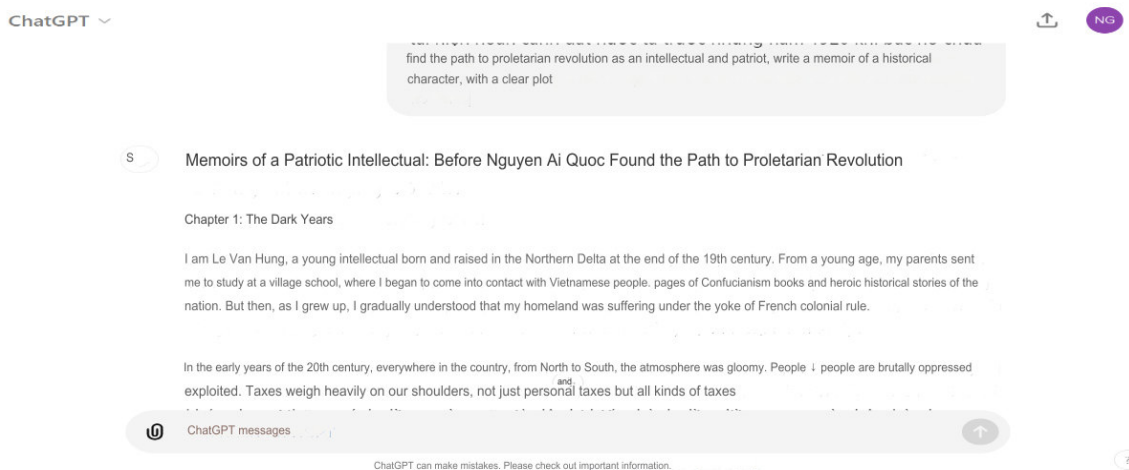 ChatGPT
NG
find the path to proletarian revolution as an intellectual and patriot, write a memoir of a historical
character, with a clear plot
S
Memoirs of a Patriotic Intellectual: Before Nguyen Ai Quoc Found the Path to Proletarian Revolution
Chapter 1: The Dark Years
I am Le Van Hung, a young intellectual born and raised in the Northern Delta at the end of the 19th century. From a young age, my parents sent
me to study at a village school, where I began to come into contact with Vietnamese people. pages of Confucianism books and heroic historical stories of the
nation. But then, as I grew up, I gradually understood that my homeland was suffering under the yoke of French colonial rule.
In the early years of the 20th century, everywhere in the country, from North to South, the atmosphere was gloomy. People ↓ people are brutally oppressed
and
exploited. Taxes weigh heavily on our shoulders, not just personal taxes but all kinds of taxes
ChatGPT messages
ChatGPT can make mistakes. Please check out important information.